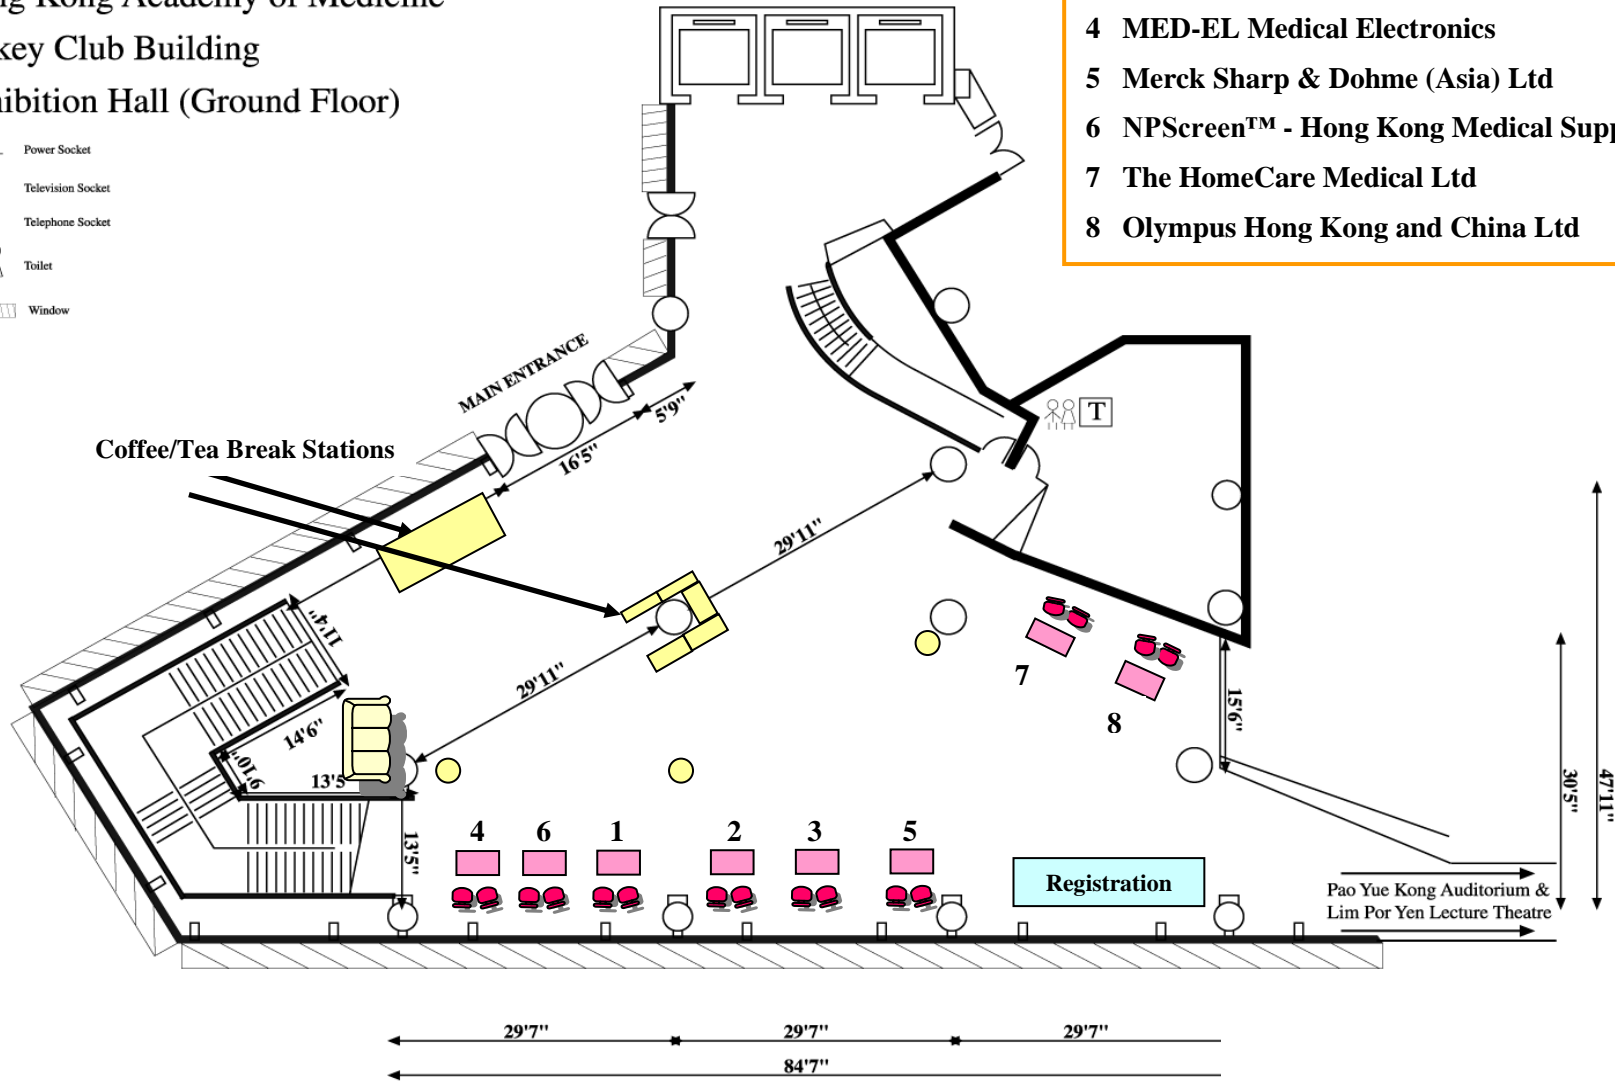 Kong Academy of Medicine
Club Building
(Ground Floor)
Power Socket
Television Socket
Telephone Socket
Toilet
Window
4 MED-EL Medical Electronics
5 Merck Sharp & Dohme (Asia) Ltd
6 NPScreen™ - Hong Kong Medical
7 The HomeCare Medical Ltd
8 Olympus Hong Kong and China Ltd
MAIN ENTRANCE
5'9"
16'5"
Coffee/Tea Break Stations
T
29'11"
11'4"
29'11"
14'6"
9'10"
13'5
13'5"
7
8
15'6"
30'5"
47'11"
4 6 1 2 3 5
Registration
Pao Yue Kong Auditorium &
Lim Por Yen Lecture Theatre
29'7" 29'7" 29'7"
84'7"